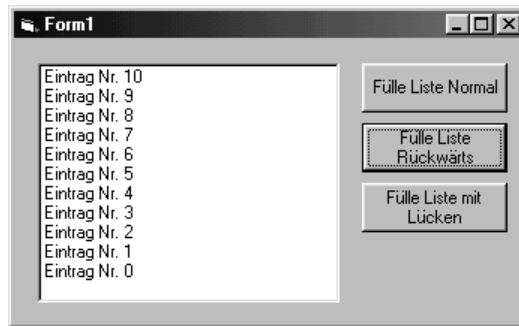 Form1
Eintrag Nr. 10
Eintrag Nr. 9
Eintrag Nr. 8
Eintrag Nr. 7
Eintrag Nr. 6
Eintrag Nr. 5
Eintrag Nr. 4
Eintrag Nr. 3
Eintrag Nr. 2
Eintrag Nr. 1
Eintrag Nr. 0
Fülle Liste Normal
Fülle Liste
Rückwärts
Fülle Liste mit
Lücken